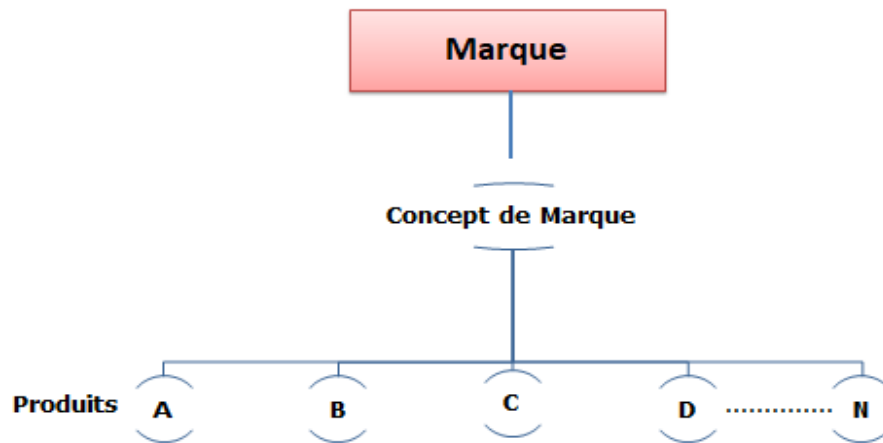 Marque
Concept de Marque
Produits A B C D ............... N